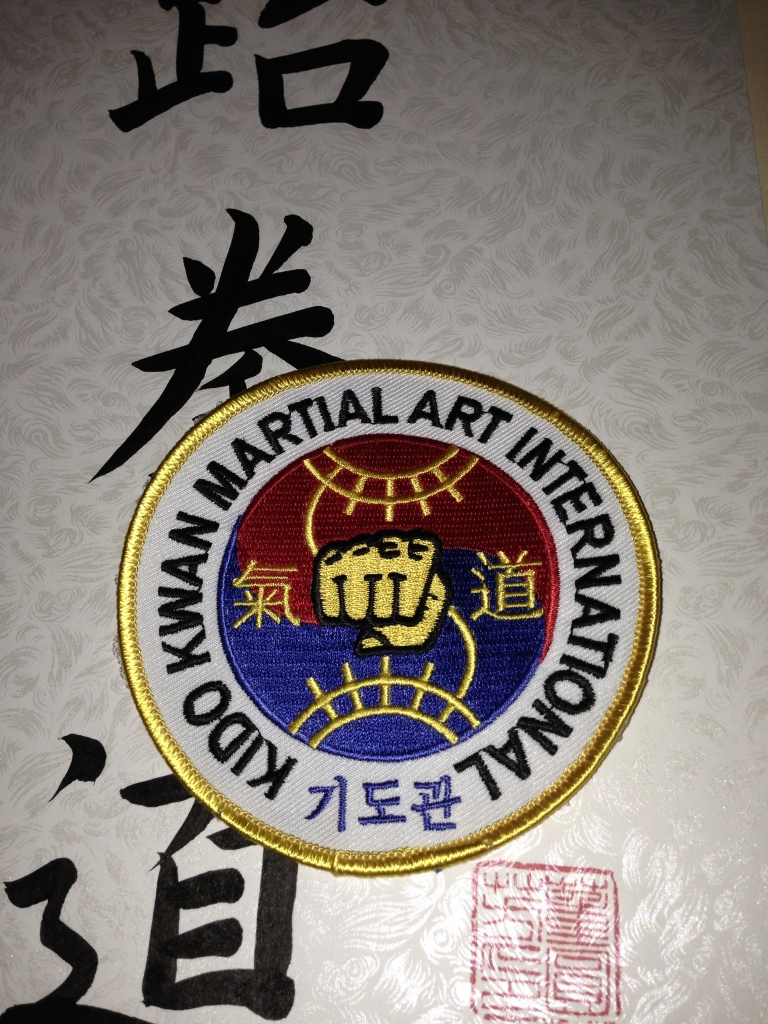 跆
拳
道
KIDO KWAN MARTIAL ART INTERNATIONAL
氣 道
기도관